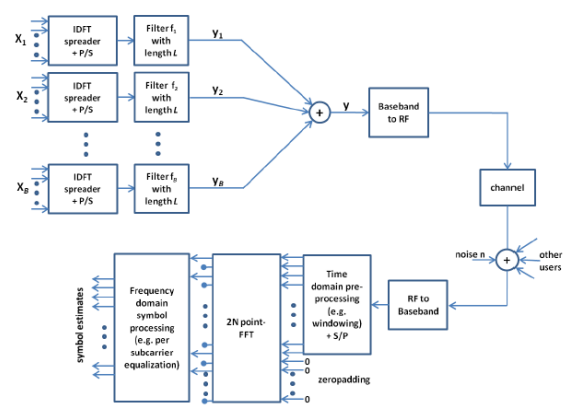 X1
IDFT
spreader
+ P/S
Filter f1
with
length L
y1
X2
IDFT
spreader
+ P/S
Filter f2
with
length L
y2
XB
IDFT
spreader
+ P/S
Filter fB
with
length L
yB
+
y
Baseband
to RF
channel
noise n
+
other
users
RF to
Baseband
Time
domain pre-
processing
(e.g.
windowing)
+ S/P
0
0
0
zeropadding
2N point-
FFT
Frequency
domain
symbol
processing
(e.g. per
subcarrier
equalization)
symbol estimates